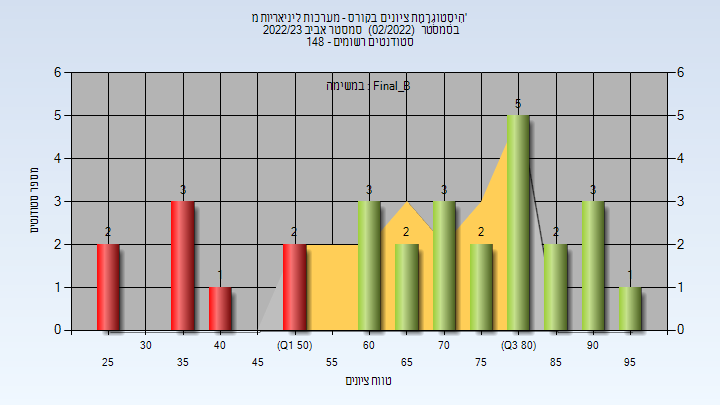 היסטוגרמת ציונים בקורס - מערכות ליניאריות מ'
בסמסטר (02/2022) סמסטר אביב 2022/23
סטודנטים רשומים - 148
במשימה : Final_B
6 6
5 5
4 4
3 3
2 2
1 1
0 0
מספר סטודנטים
2 3 1 2 3 2 3 2 5 2 3 1
30 40 (Q1 50) 60 70 (Q3 80) 90
25 35 45 55 65 75 85 95
טווח ציונים